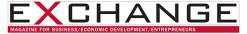 EXCHANGE
MAGAZINE FOR BUSINESS/ECONOMIC DEVELOPMENT/ENTREPRENEURS